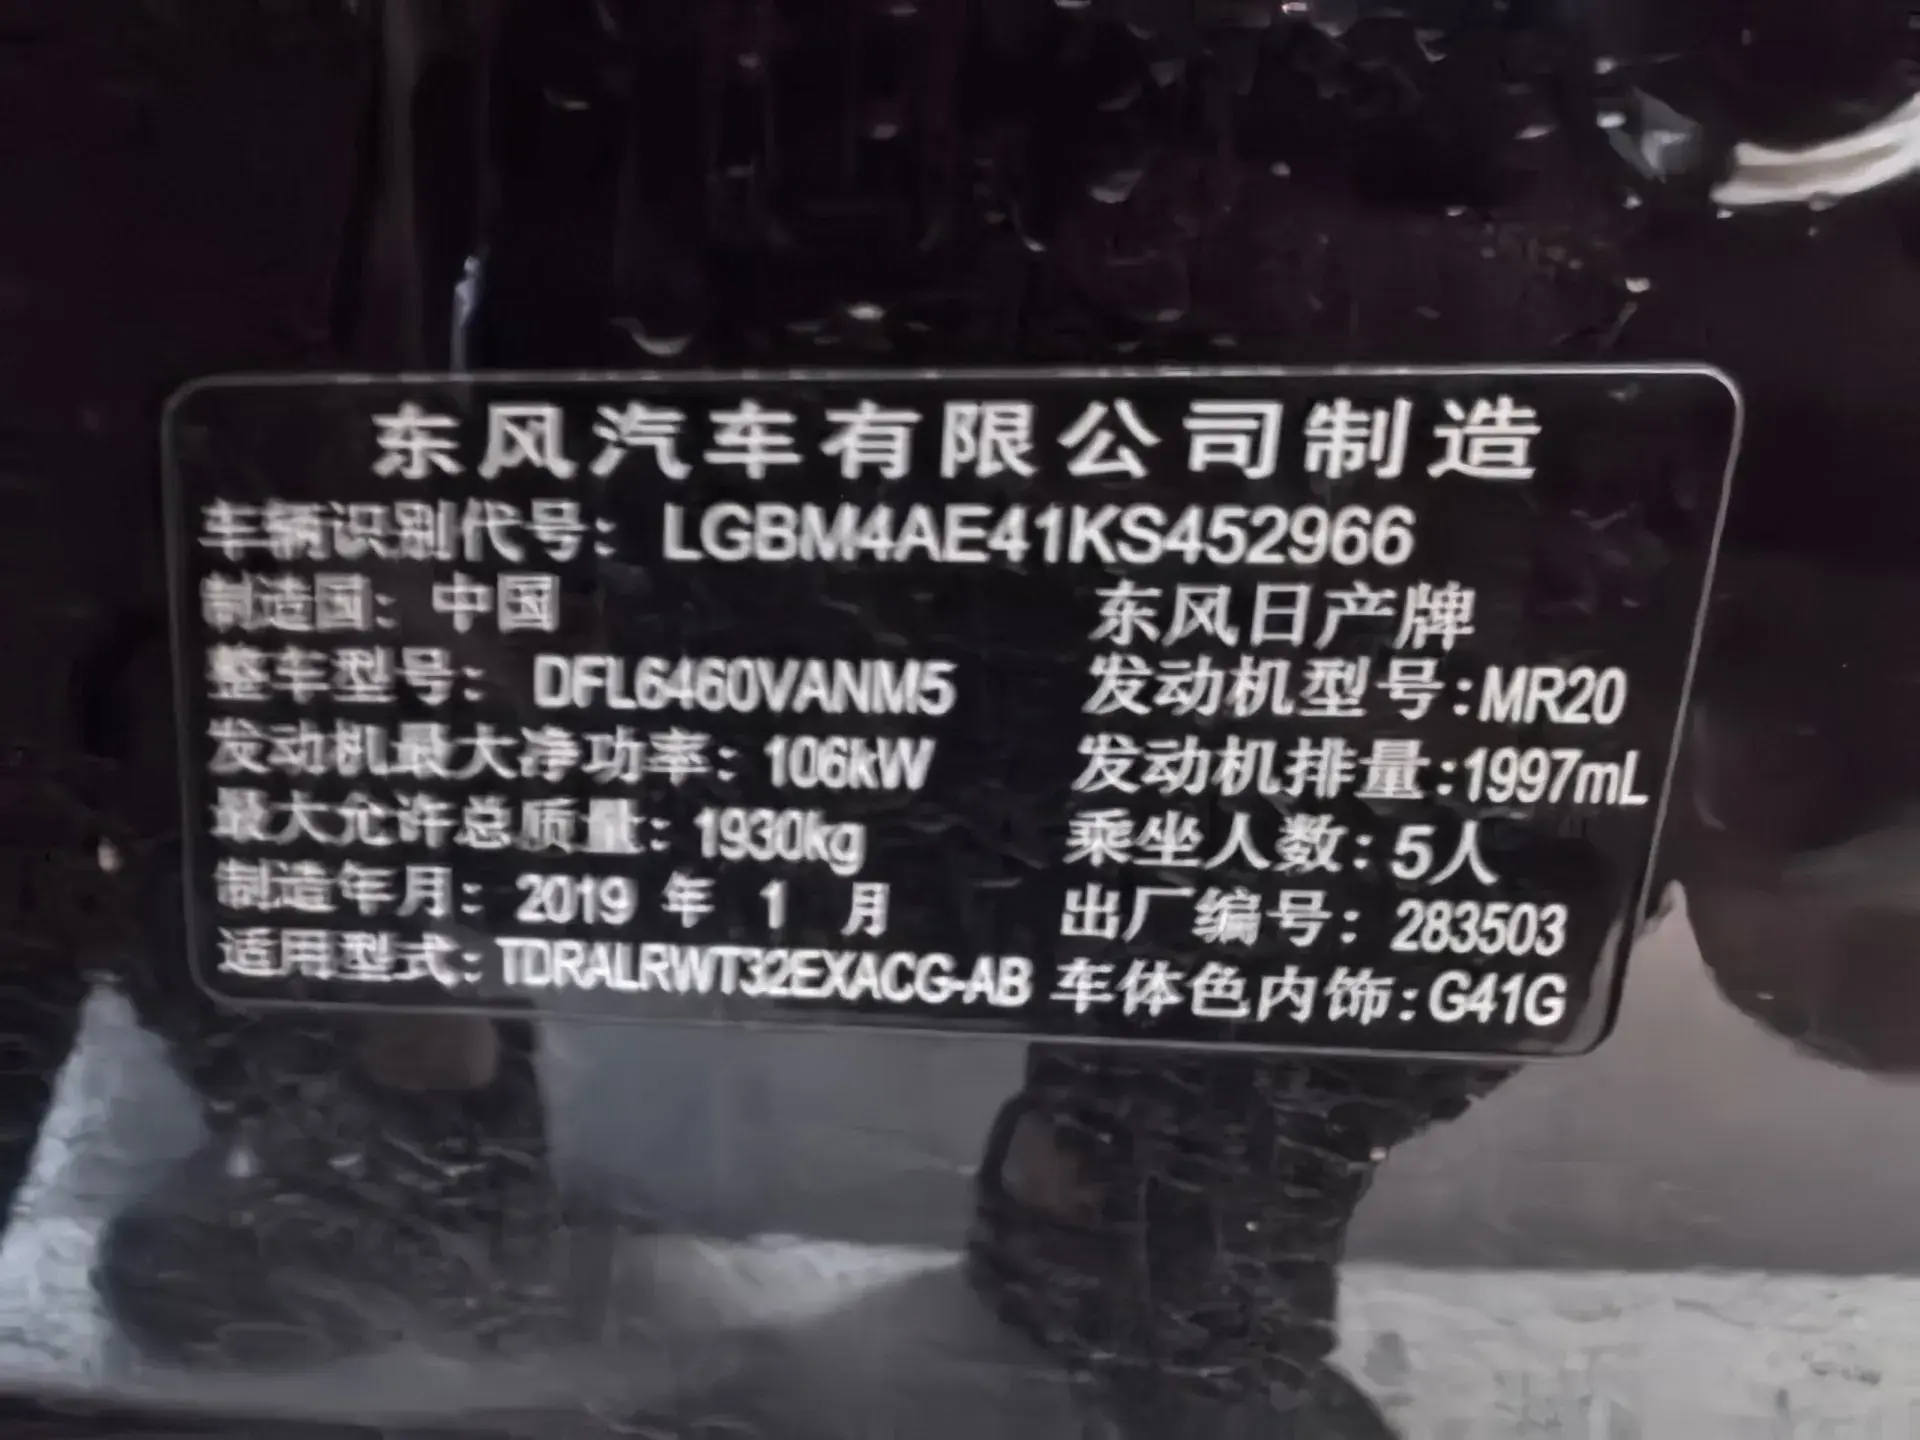 东风汽车有限公司制造
车辆识别代号: LGBM4AE41KS452966
制造国: 中国 东风日产牌
整车型号: DFL6460VANM5 发动机型号:MR20
发动机最大净功率: 106kW 发动机排量:1997mL
最大允许总质量: 1930kg 乘坐人数: 5人
制造年月: 2019 年 1 月 出厂编号: 283503
适用型式: TDRALRWT32EXACG-AB 车体色内饰:G41G